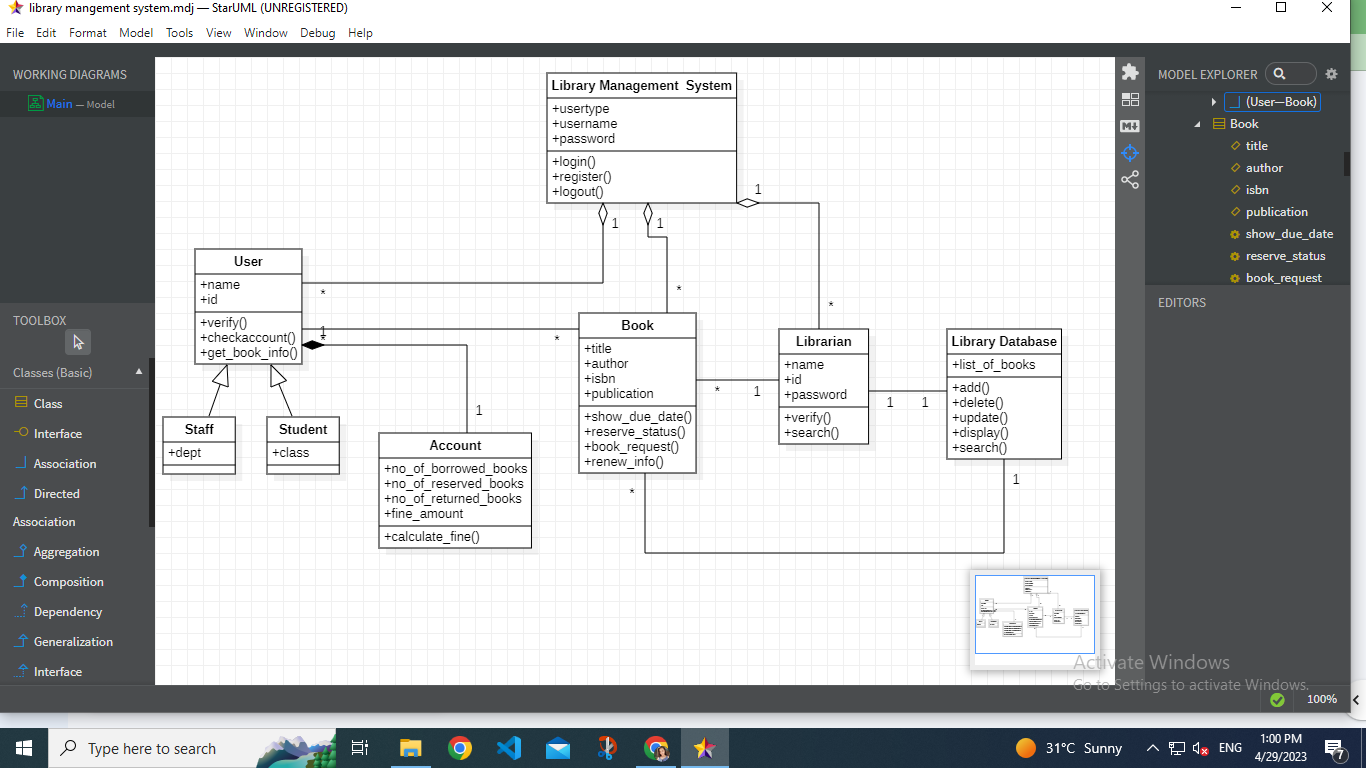 library mangement system.mdj — StarUML (UNREGISTERED)
File Edit Format Model Tools View Window Debug Help
WORKING DIAGRAMS
Main — Model
TOOLBOX
Classes (Basic)
Class
Interface
Association
Directed
Association
Aggregation
Composition
Dependency
Generalization
Interface
Library Management System
+usertype
+username
+password
+login()
+register()
+logout()
1
1
1
User
+name
+id
+verify()
+checkaccount()
+get_book_info()
*
*
*
1
*
*
Staff
+dept
Student
+class
1
Account
+no_of_borrowed_books
+no_of_reserved_books
+no_of_returned_books
+fine_amount
+calculate_fine()
Book
+title
+author
+isbn
+publication
+show_due_date()
+reserve_status()
+book_request()
+renew_info()
*
1
*
Librarian
+name
+id
+password
+verify()
+search()
1
1
Library Database
+list_of_books
+add()
+delete()
+update()
+display()
+search()
1
M
MODEL EXPLORER
(User—Book)
Book
title
author
isbn
publication
show_due_date
reserve_status
book_request
EDITORS
Activate Windows
Go to Settings to activate Windows.
100%
Type here to search
31°C Sunny
ENG
1:00 PM
4/29/2023
7